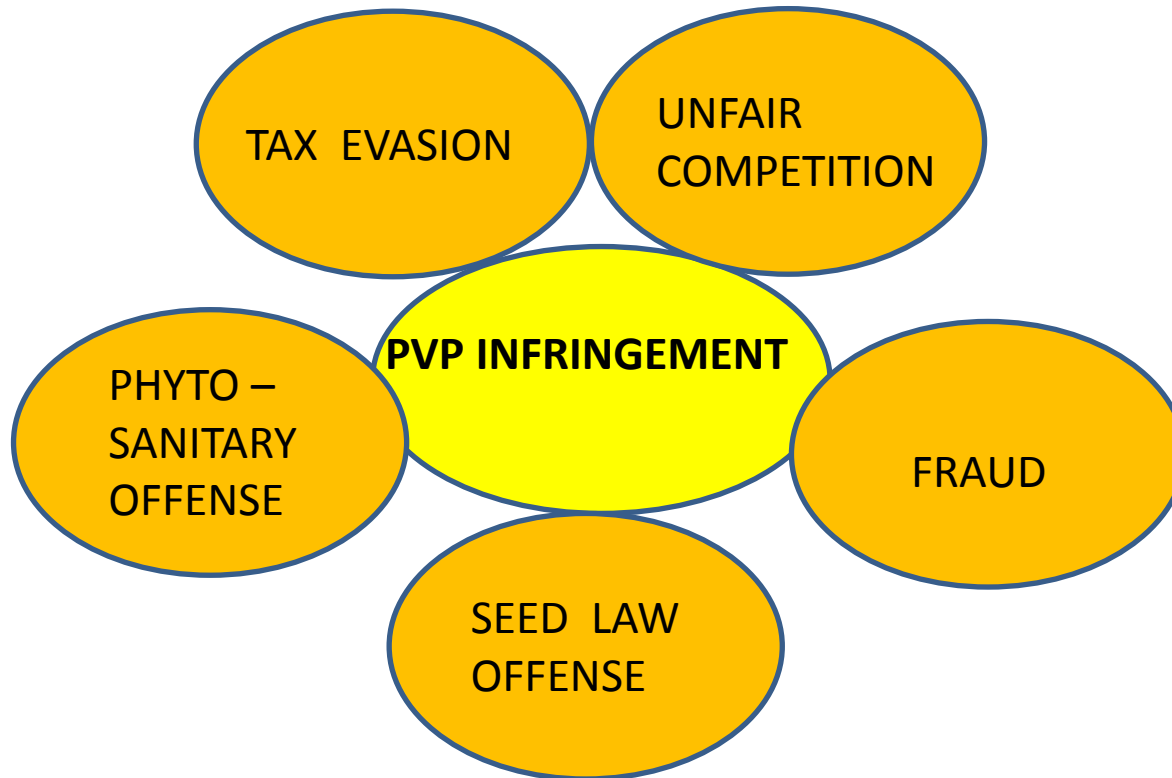 TAX EVASION
UNFAIR
COMPETITION
PVP INFRINGEMENT
PHYTO –
SANITARY
OFFENSE
FRAUD
SEED LAW
OFFENSE